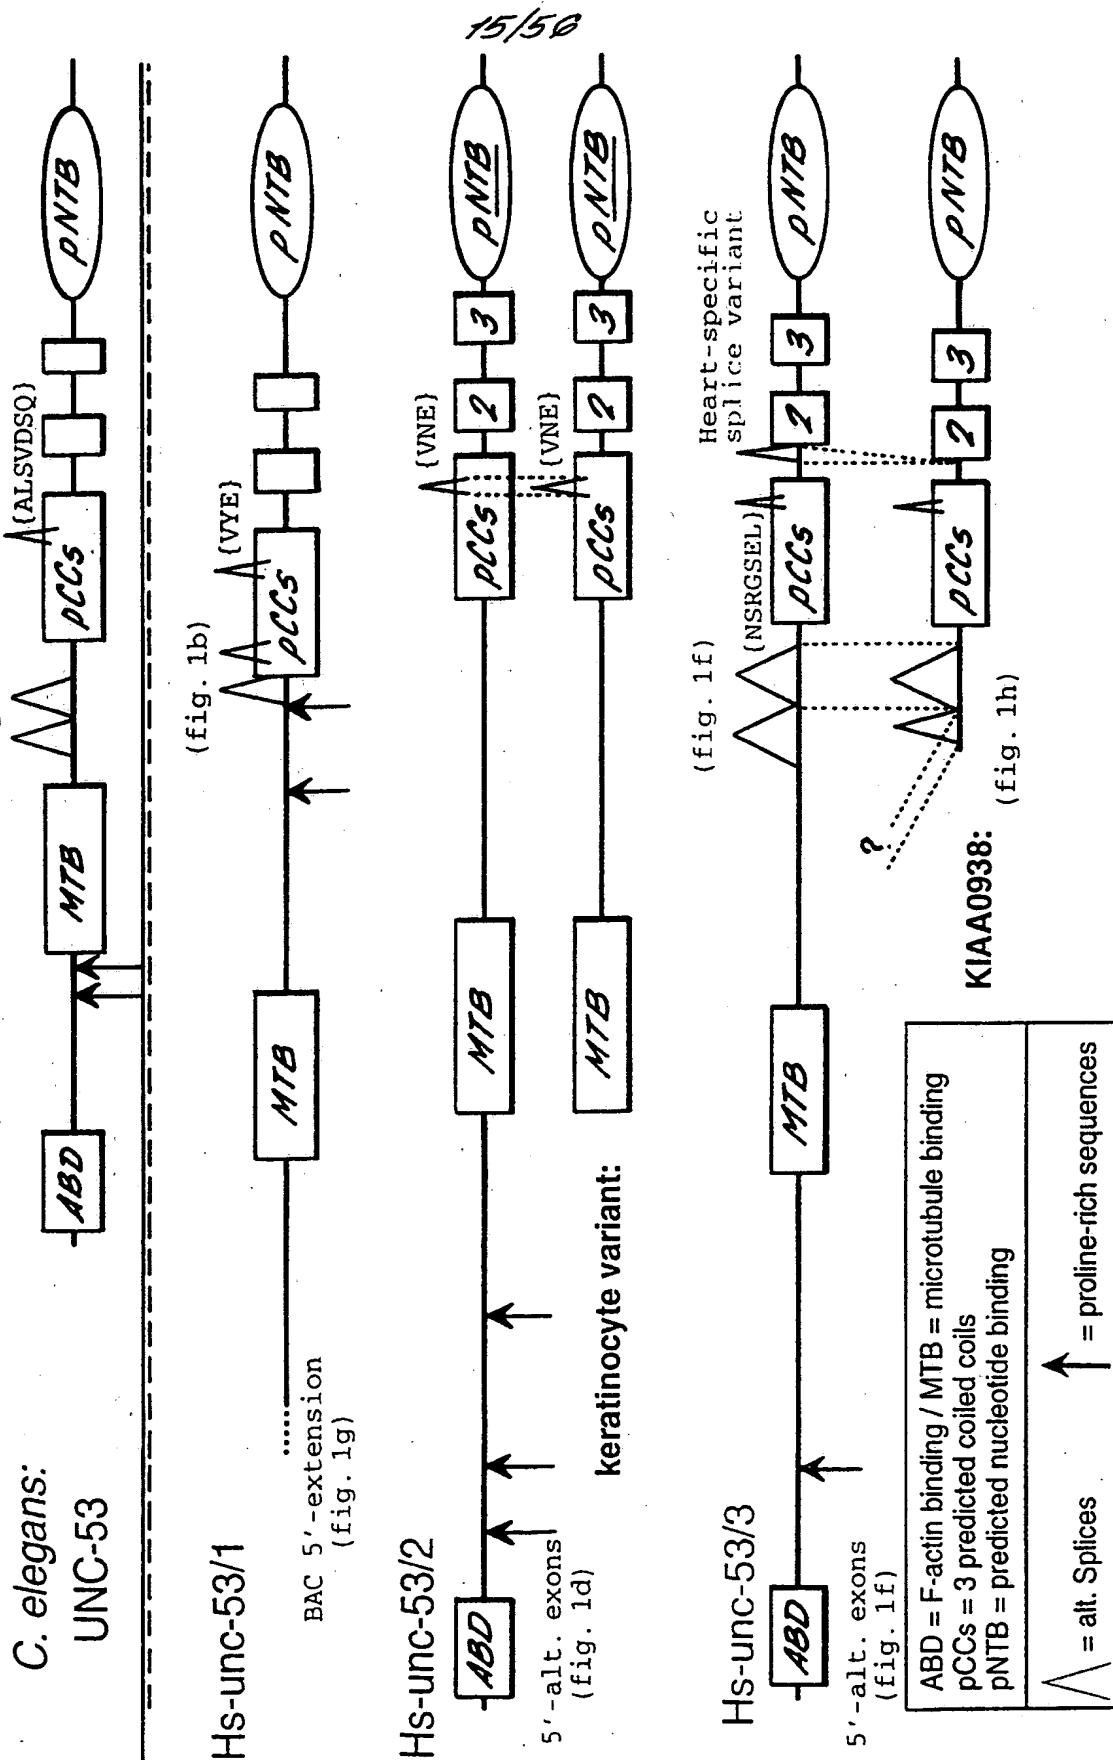 15/56
C. elegans:
UNC-53
ABD
MTB
pCCs
{ALSVDSQ}
pNTB
Hs-unc-53/1
BAC 5'-extension
(fig. 1g)
MTB
(fig. 1b)
pCCs
{VYE}
pNTB
Hs-unc-53/2
5'-alt. exons
(fig. 1d)
ABD
MTB
pCCs
{VNE}
2
3
pNTB
keratinocyte variant:
MTB
pCCs
{VNE}
2
3
pNTB
Hs-unc-53/3
5'-alt. exons
(fig. 1f)
ABD
MTB
(fig. 1f)
{NSRGSEL}
pCCs
Heart-specific
splice variant
2
3
pNTB
KIAA0938:
?
(fig. 1h)
pCCs
2
3
pNTB
ABD = F-actin binding / MTB = microtubule binding
pCCs = 3 predicted coiled coils
pNTB = predicted nucleotide binding
= alt. Splices
= proline-rich sequences